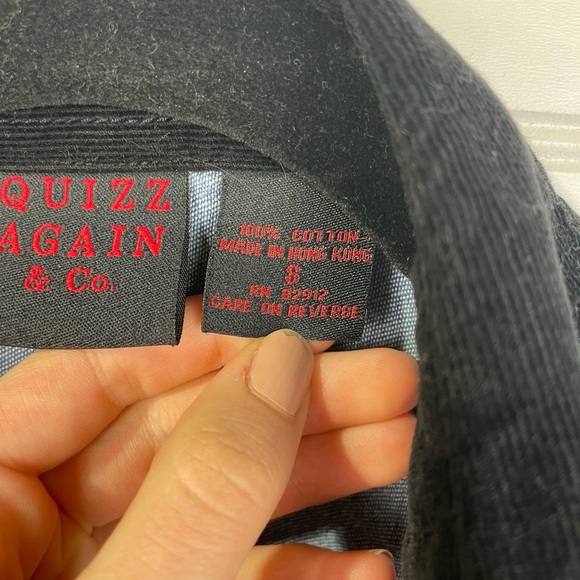 QUIZZ
AGAIN
& Co.
100% COTTON
MADE IN HONG KONG
S
RN 82912
CARE ON REVERSE